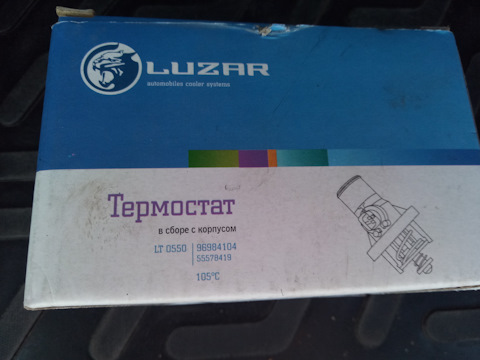 LUZAR
automobiles cooler systems
Термостат
в сборе с корпусом
LT 0550 96984104
55578419
105°C